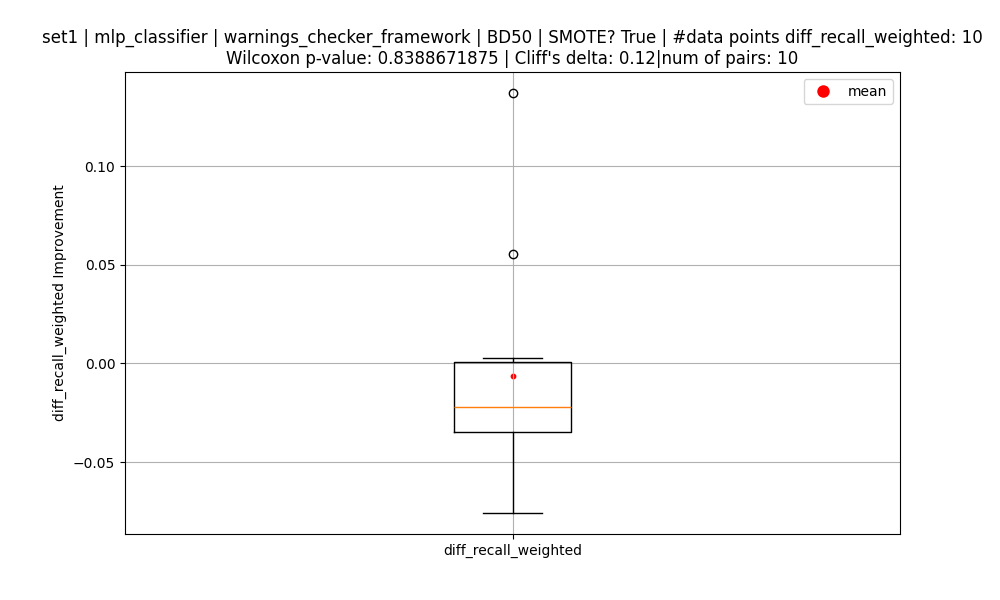 set1 | mlp_classifier | warnings_checker_framework | BD50 | SMOTE? True | #data points diff_recall_weighted: 10
Wilcoxon p-value: 0.8388671875 | Cliff's delta: 0.12|num of pairs: 10
mean
0.10
0.05
0.00
−0.05
diff_recall_weighted Improvement
diff_recall_weighted